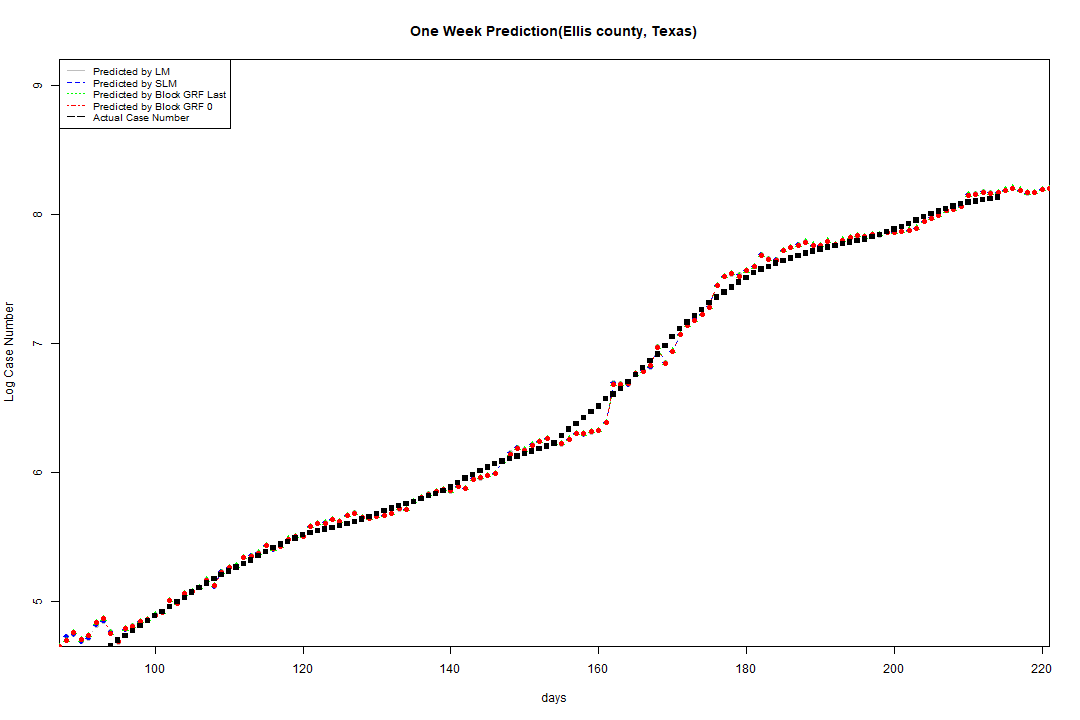 One Week Prediction(Ellis county, Texas)
Predicted by LM
Predicted by SLM
Predicted by Block GRF Last
Predicted by Block GRF 0
Actual Case Number
9
8
7
6
5
Log Case Number
100 120 140 160 180 200 220
days